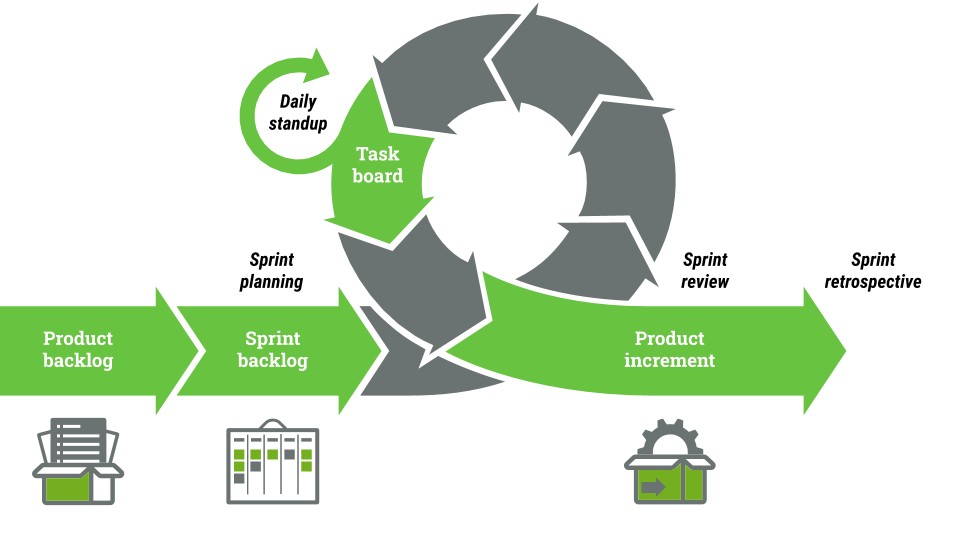 Daily
standup
Task
board
Sprint
planning
Sprint
review
Sprint
retrospective
Product
backlog
Sprint
backlog
Product
increment